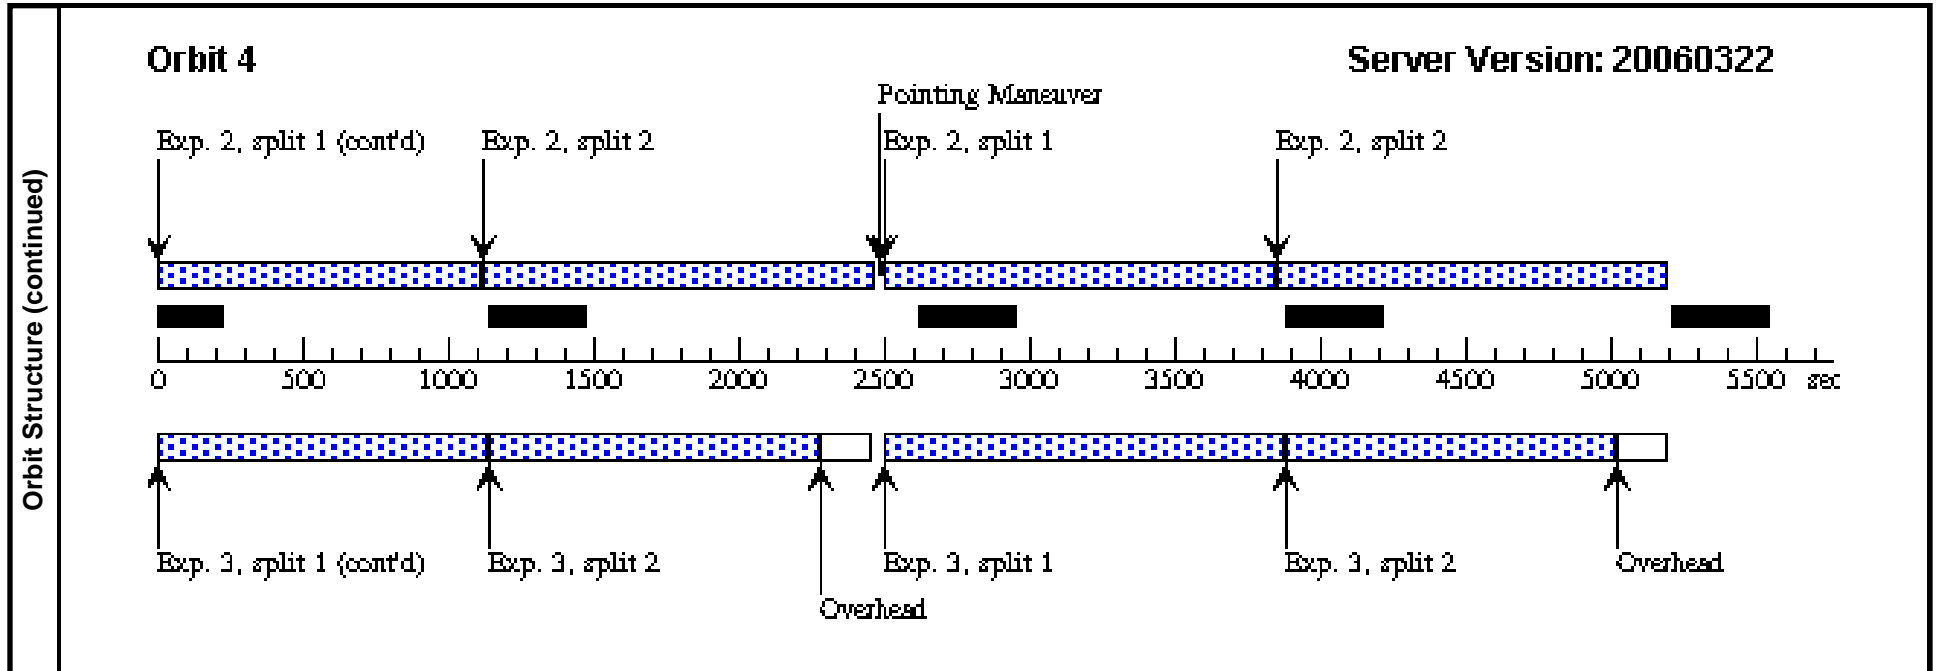 Orbit Structure (continued)
Orbit 4
Server Version: 20060322
Pointing Maneuver
Exp. 2, split 1 (cont'd)
Exp. 2, split 2
Exp. 2, split 1
Exp. 2, split 2
0 500 1000 1500 2000 2500 3000 3500 4000 4500 5000 5500 sec
Exp. 3, split 1 (cont'd)
Exp. 3, split 2
Exp. 3, split 1
Exp. 3, split 2
Overhead
Overhead